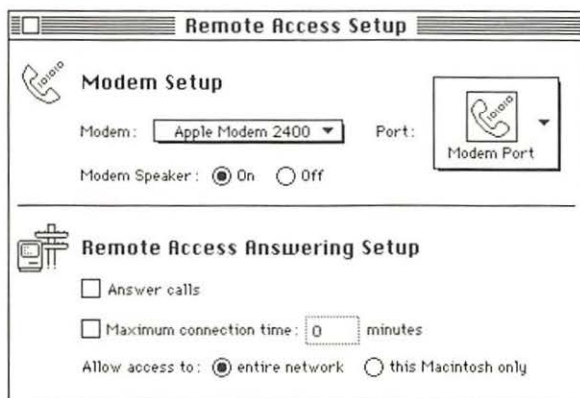 Remote Access Setup
Modem Setup
Modem: Apple Modem 2400 Port:
Modem Port
Modem Speaker: On Off
Remote Access Answering Setup
Answer calls
Maximum connection time: 0 minutes
Allow access to: entire network this Macintosh only